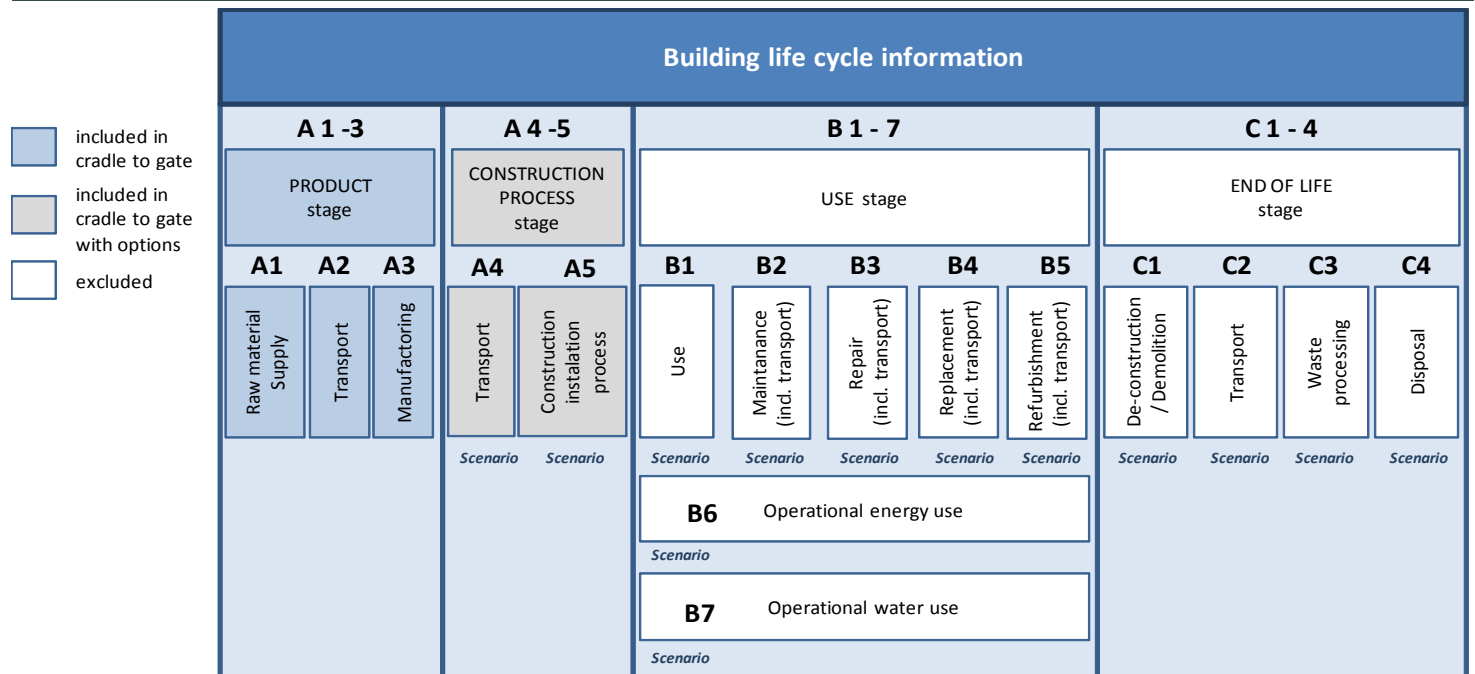 Building life cycle information
included in
cradle to gate
included in
cradle to gate
with options
excluded
A 1 -3
A 4 -5
B 1 - 7
C 1 - 4
PRODUCT
stage
CONSTRUCTION
PROCESS
stage
USE stage
END OF LIFE
stage
A1
A2
A3
A4
A5
B1
B2
B3
B4
B5
C1
C2
C3
C4
Raw material
Supply
Transport
Manufactoring
Transport
Construction
instalation
process
Use
Maintanance
(incl. transport)
Repair
(incl. transport)
Replacement
(incl. transport)
Refurbishment
(incl. transport)
De-construction
/ Demolition
Transport
Waste
processing
Disposal
Scenario
Scenario
Scenario
Scenario
Scenario
Scenario
Scenario
Scenario
Scenario
Scenario
Scenario
B6 Operational energy use
Scenario
B7 Operational water use
Scenario